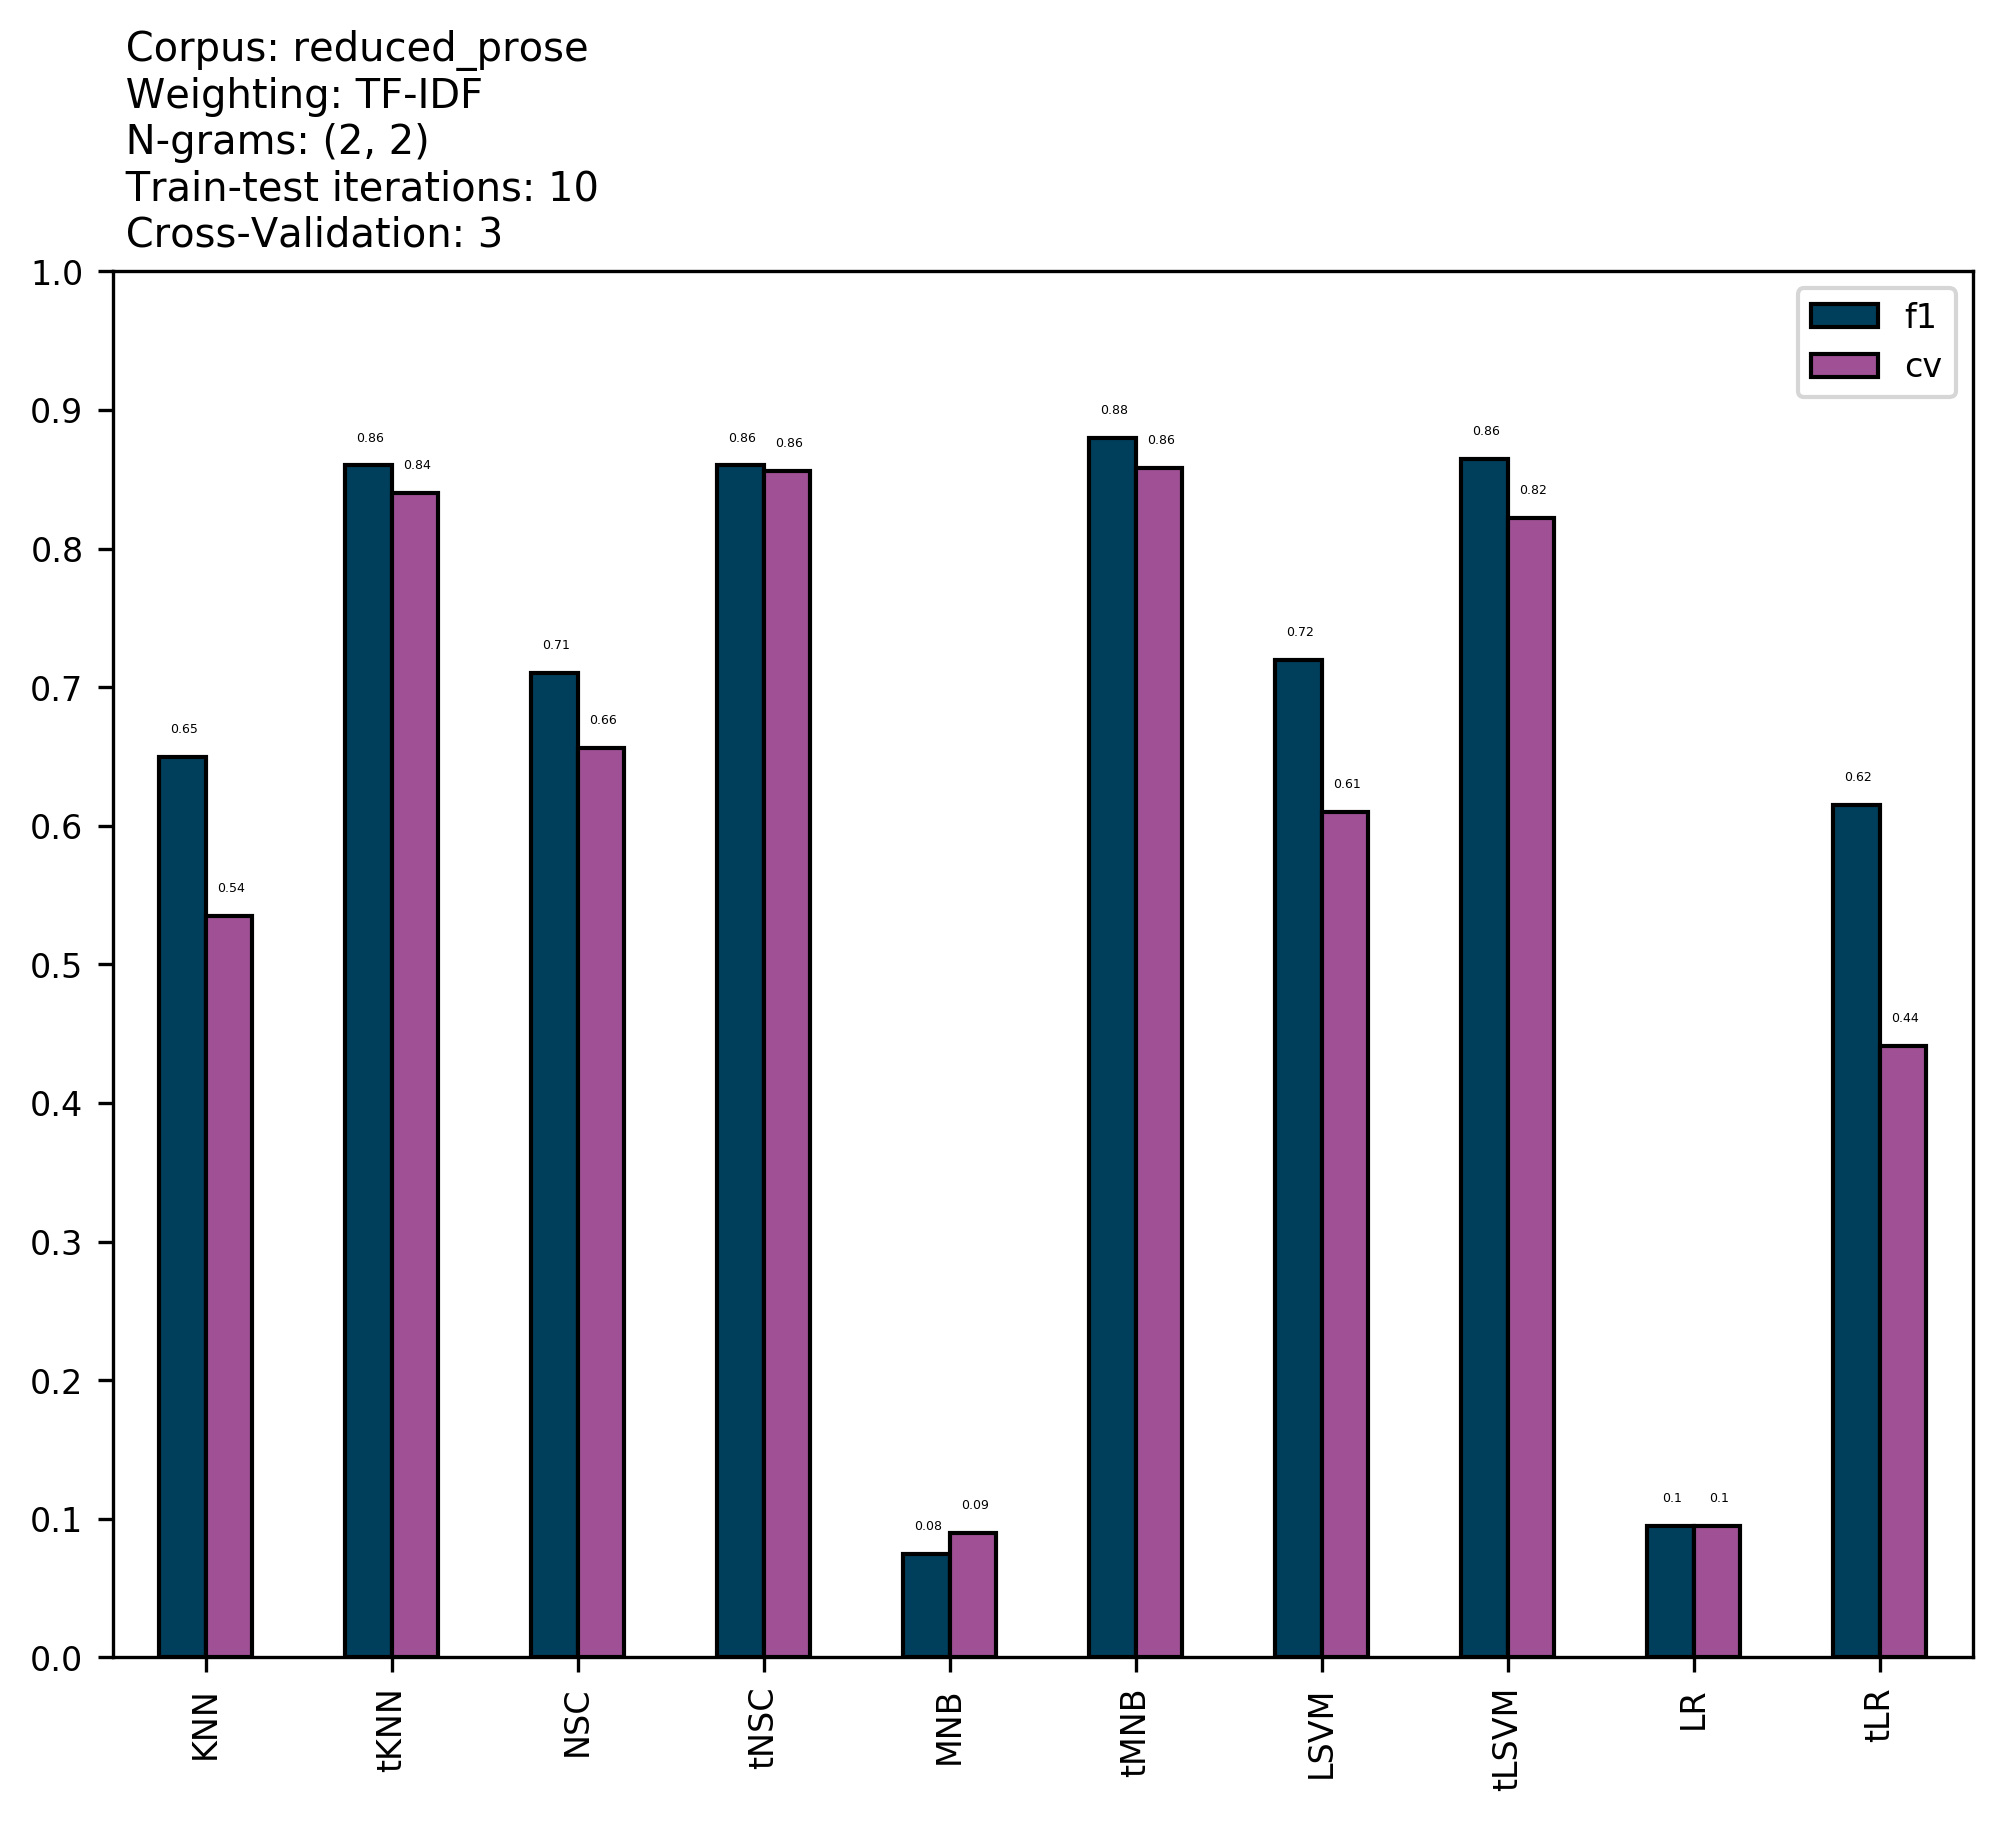 Corpus: reduced_prose
Weighting: TF-IDF
N-grams: (2, 2)
Train-test iterations: 10
Cross-Validation: 3
1.0
0.9
0.8
0.7
0.6
0.5
0.4
0.3
0.2
0.1
0.0
f1
cv
0.65
0.54
0.86
0.84
0.71
0.66
0.86
0.86
0.08
0.09
0.88
0.86
0.72
0.61
0.86
0.82
0.1
0.1
0.62
0.44
KNN
tKNN
NSC
tNSC
MNB
tMNB
LSVM
tLSVM
LR
tLR